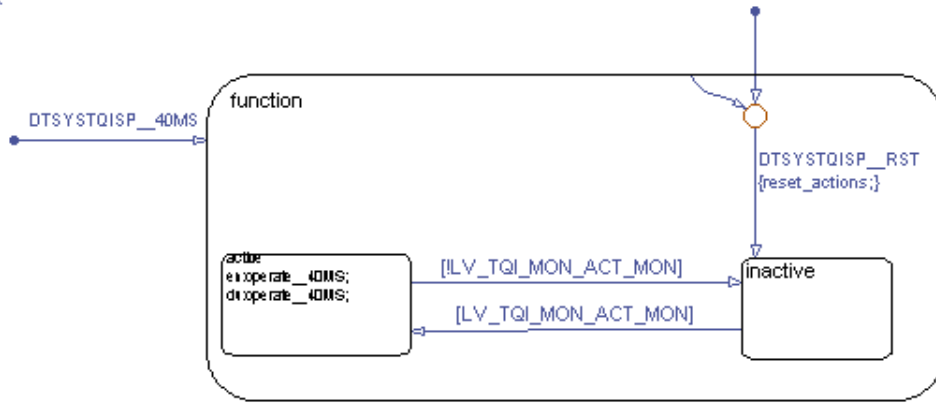 function
DTSYSTQISP__40MS
DTSYSTQISP__RST
{reset_actions;}
active
en:operate__40MS;
du:operate__40MS;
[!LV_TQI_MON_ACT_MON]
inactive
[LV_TQI_MON_ACT_MON]